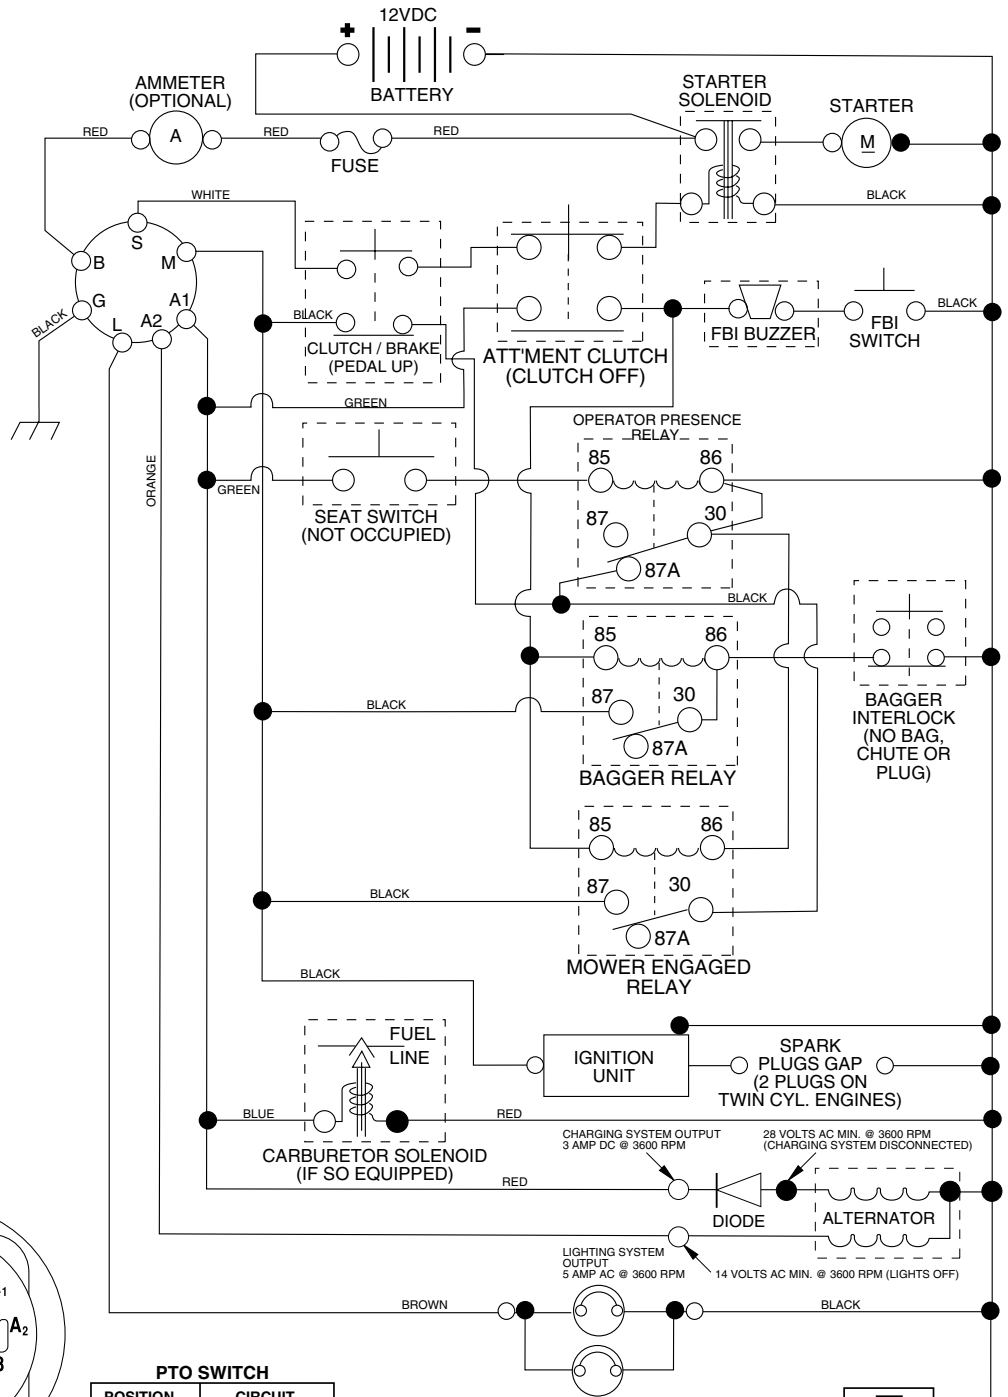 12VDC
+
-
BATTERY
AMMETER
(OPTIONAL)
STARTER
SOLENOID
STARTER
RED
A
RED
RED
FUSE
M
WHITE
BLACK
S
B
M
G
A1
L
A2
BLACK
BLACK
CLUTCH / BRAKE
(PEDAL UP)
ATT'MENT CLUTCH
(CLUTCH OFF)
FBI BUZZER
FBI
SWITCH
BLACK
GREEN
OPERATOR PRESENCE
RELAY
85
86
ORANGE
GREEN
SEAT SWITCH
(NOT OCCUPIED)
87
30
87A
BLACK
85
86
87
30
87A
BLACK
BAGGER RELAY
BAGGER
INTERLOCK
(NO BAG,
CHUTE OR
PLUG)
85
86
87
30
87A
BLACK
MOWER ENGAGED
RELAY
BLACK
FUEL
LINE
IGNITION
UNIT
SPARK
PLUGS GAP
(2 PLUGS ON
TWIN CYL. ENGINES)
BLUE
RED
CARBURETOR SOLENOID
(IF SO EQUIPPED)
CHARGING SYSTEM OUTPUT
3 AMP DC @ 3600 RPM
28 VOLTS AC MIN. @ 3600 RPM
(CHARGING SYSTEM DISCONNECTED)
RED
DIODE
ALTERNATOR
LIGHTING SYSTEM
OUTPUT
5 AMP AC @ 3600 RPM
14 VOLTS AC MIN. @ 3600 RPM (LIGHTS OFF)
BROWN
BLACK
A2
PTO SWITCH
POSITION
CIRCUIT